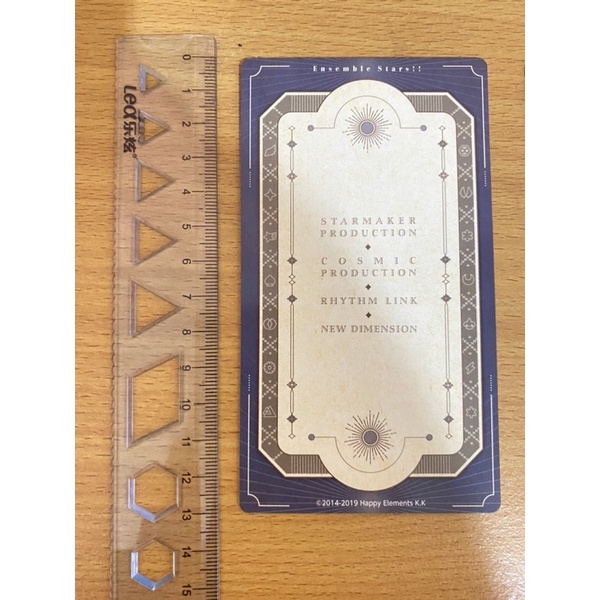 Ensemble Stars!!
STARMAKER
PRODUCTION
COSMIC
PRODUCTION
RHYTHM LINK
NEW DIMENSION
©2014-2019 Happy Elements K.K
0
1
2
3
4
5
6
7
8
9
10
11
12
13
14
15
Lea乐炫®